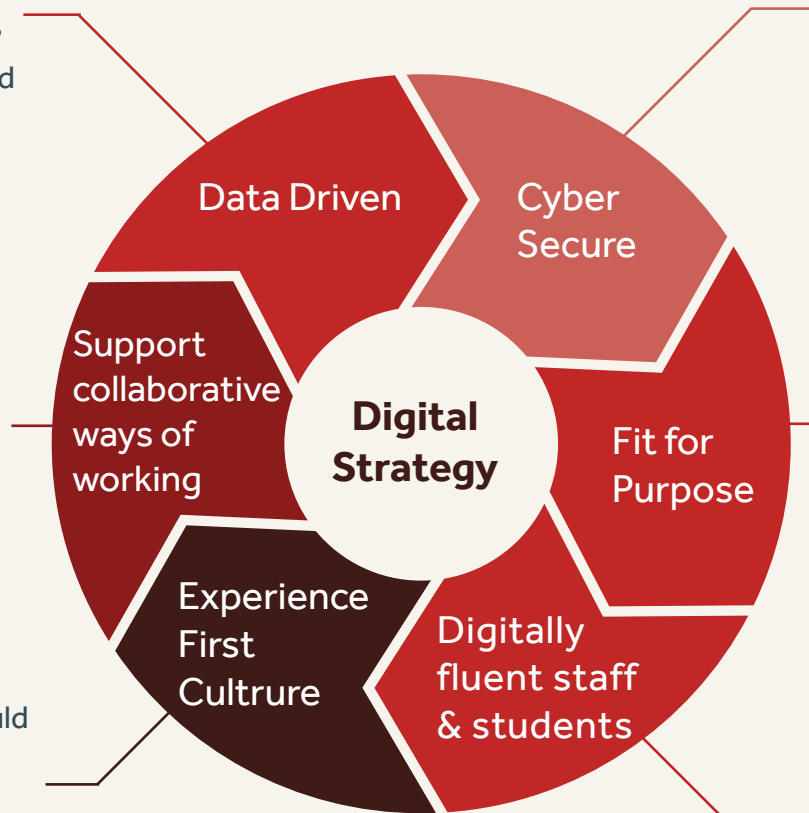 Data Driven
Cyber
Secure
Support
collaborative
ways of
working
Digital
Strategy
Fit for
Purpose
Experience
First
Cultrure
Digitally
fluent staff
& students